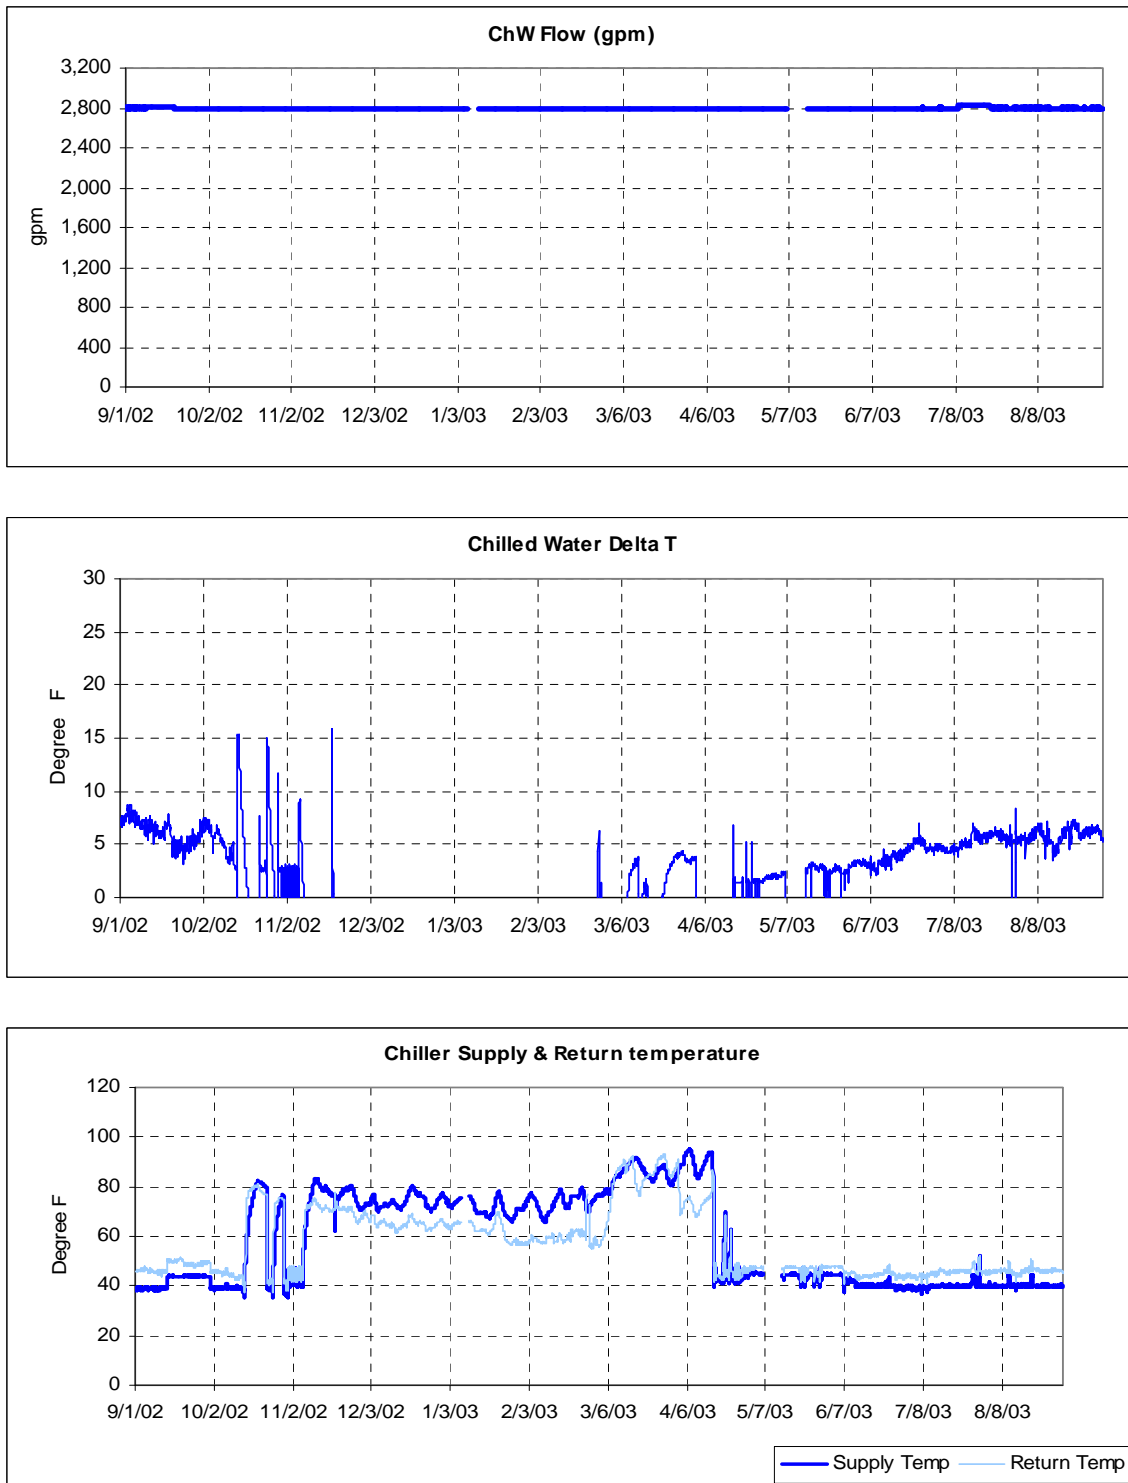 ChW Flow (gpm)
3,200
2,800
2,400
2,000
1,600
1,200
800
400
0
gpm
9/1/02 10/2/02 11/2/02 12/3/02 1/3/03 2/3/03 3/6/03 4/6/03 5/7/03 6/7/03 7/8/03 8/8/03
Chilled Water Delta T
30
25
20
15
10
5
0
Degree F
9/1/02 10/2/02 11/2/02 12/3/02 1/3/03 2/3/03 3/6/03 4/6/03 5/7/03 6/7/03 7/8/03 8/8/03
Chiller Supply & Return temperature
120
100
80
60
40
20
0
Degree F
9/1/02 10/2/02 11/2/02 12/3/02 1/3/03 2/3/03 3/6/03 4/6/03 5/7/03 6/7/03 7/8/03 8/8/03
Supply Temp Return Temp